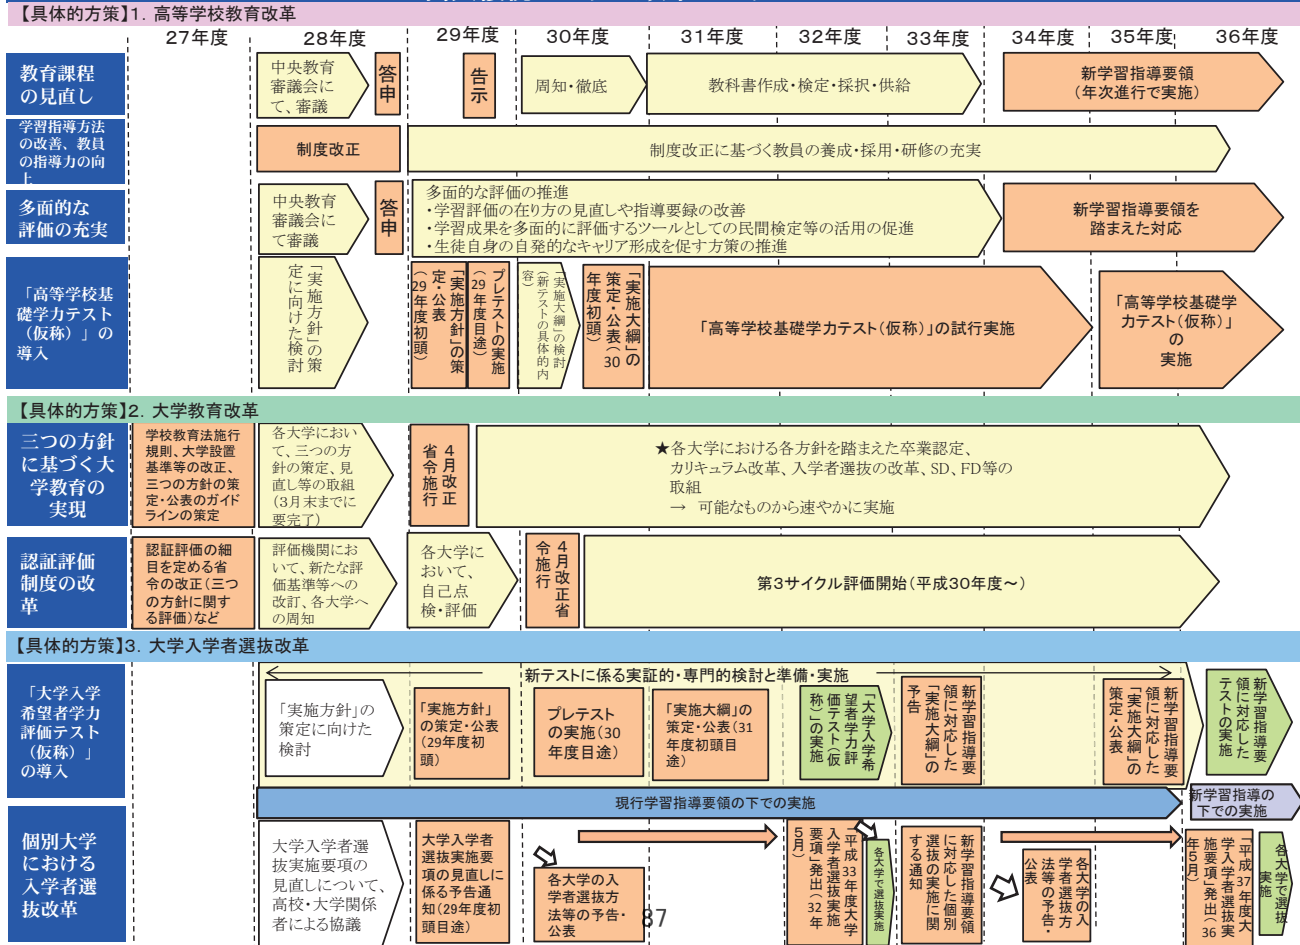 【具体的方策】1．高等学校教育改革
27年度
28年度
29年度
30年度
31年度
32年度
33年度
34年度
35年度
36年度
教育課程
の見直し
中央教育
審議会に
て、審議
答申
告示
周知・徹底
教科書作成・検定・採択・供給
新学習指導要領
（年次進行で実施）
学習指導方法
の改善、教員
の指導力の向
上
制度改正
制度改正に基づく教員の養成・採用・研修の充実
多面的な
評価の充実
中央教育
審議会に
て審議
答申
多面的な評価の推進
・学習評価の在り方の見直しや指導要録の改善
・学習成果を多面的に評価するツールとしての民間検定等の活用の促進
・生徒自身の自発的なキャリア形成を促す方策の推進
新学習指導要領を
踏まえた対応
「高等学校基
礎学力テスト
（仮称）」の
導入
「実施方針」の策
定に向けた検討
「実施方針」の策
定・公表
（29年度初頭）
プレテストの実施
（29年度目途）
「実施大綱」の検討
（新テストの具体的内
容）
「実施大綱」の
策定・公表（30
年度初頭）
「高等学校基礎学力テスト（仮称）」の試行実施
「高等学校基礎学
力テスト（仮称）」
の
実施
【具体的方策】2．大学教育改革
三つの方針
に基づく大
学教育の
実現
学校教育法施行
規則、大学設置
基準等の改正、
三つの方針の策
定・公表のガイド
ラインの策定
各大学におい
て、三つの方
針の策定、見
直し等の取組
（3月末までに
要完了）
4月改正
省令施行
★各大学における各方針を踏まえた卒業認定、
カリキュラム改革、入学者選抜の改革、SD、FD等の
取組
→ 可能なものから速やかに実施
認証評価
制度の改
革
認証評価の細
目を定める省
令の改正（三つ
の方針に関す
る評価）など
評価機関にお
いて、新たな評
価基準等への
改訂、各大学へ
の周知
各大学に
おいて、
自己点
検・評価
4月改正省
令施行
第3サイクル評価開始（平成30年度～）
【具体的方策】3．大学入学者選抜改革
「大学入学
希望者学力
評価テスト
（仮称）」
の導入
新テストに係る実証的・専門的検討と準備・実施
「実施方針」の
策定に向けた
検討
「実施方針」
の策定・公表
（29年度初
頭）
プレテスト
の実施（30
年度目途）
「実施大綱」の
策定・公表（31
年度初頭目
途）
「大学入学希
望者学力評
価テスト（仮
称）」の実施
新学習指導要
領に対応した
「実施大綱」の
予告
新学習指導要
領に対応した
「実施大綱」の
策定・公表
新学習指導要
領に対応した
テストの実施
現行学習指導要領の下での実施
新学習指導の
下での実施
個別大学
における
入学者選
抜改革
大学入学者選
抜実施要項の
見直しについて、
高校・大学関係
者による協議
大学入学者
選抜実施要
項の見直しに
係る予告通
知（29年度初
頭目途）
各大学の入
学者選抜方
法等の予告・
公表
「平成33年度大学
入学者選抜実施
要項」発出（32年
5月）
各大学で選抜実施
新学習指導要領
に対応した個別
選抜の実施に関
する通知
各大学の入
学者選抜方
法等の予告・
公表
「平成37年度大
学入学者選抜実
施要項」発出（36
年5月）
各大学で選抜
実施
87